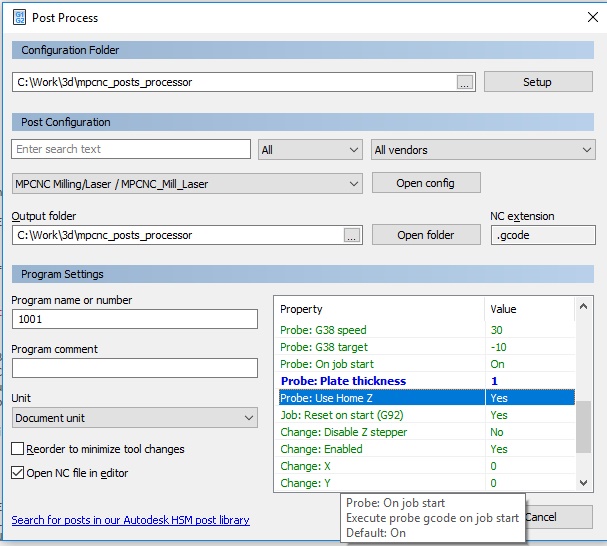 G1
G2
Post Process
Configuration Folder
C:\Work\3d\mpcnc_posts_processor
...
Setup
Post Configuration
Enter search text
All
All vendors
MPCNC Milling/Laser / MPCNC_Mill_Laser
Open config
Output folder
NC extension
C:\Work\3d\mpcnc_posts_processor
...
Open folder
.gcode
Program Settings
Program name or number
1001
Program comment
Unit
Document unit
Reorder to minimize tool changes
Open NC file in editor
Search for posts in our Autodesk HSM post library
Property Value
Probe: G38 speed 30
Probe: G38 target -10
Probe: On job start On
Probe: Plate thickness 1
Probe: Use Home Z Yes
Job: Reset on start (G92) Yes
Change: Disable Z stepper No
Change: Enabled Yes
Change: X 0
Change: Y 0
Probe: On job start
Execute probe gcode on job start
Default: On
Cancel